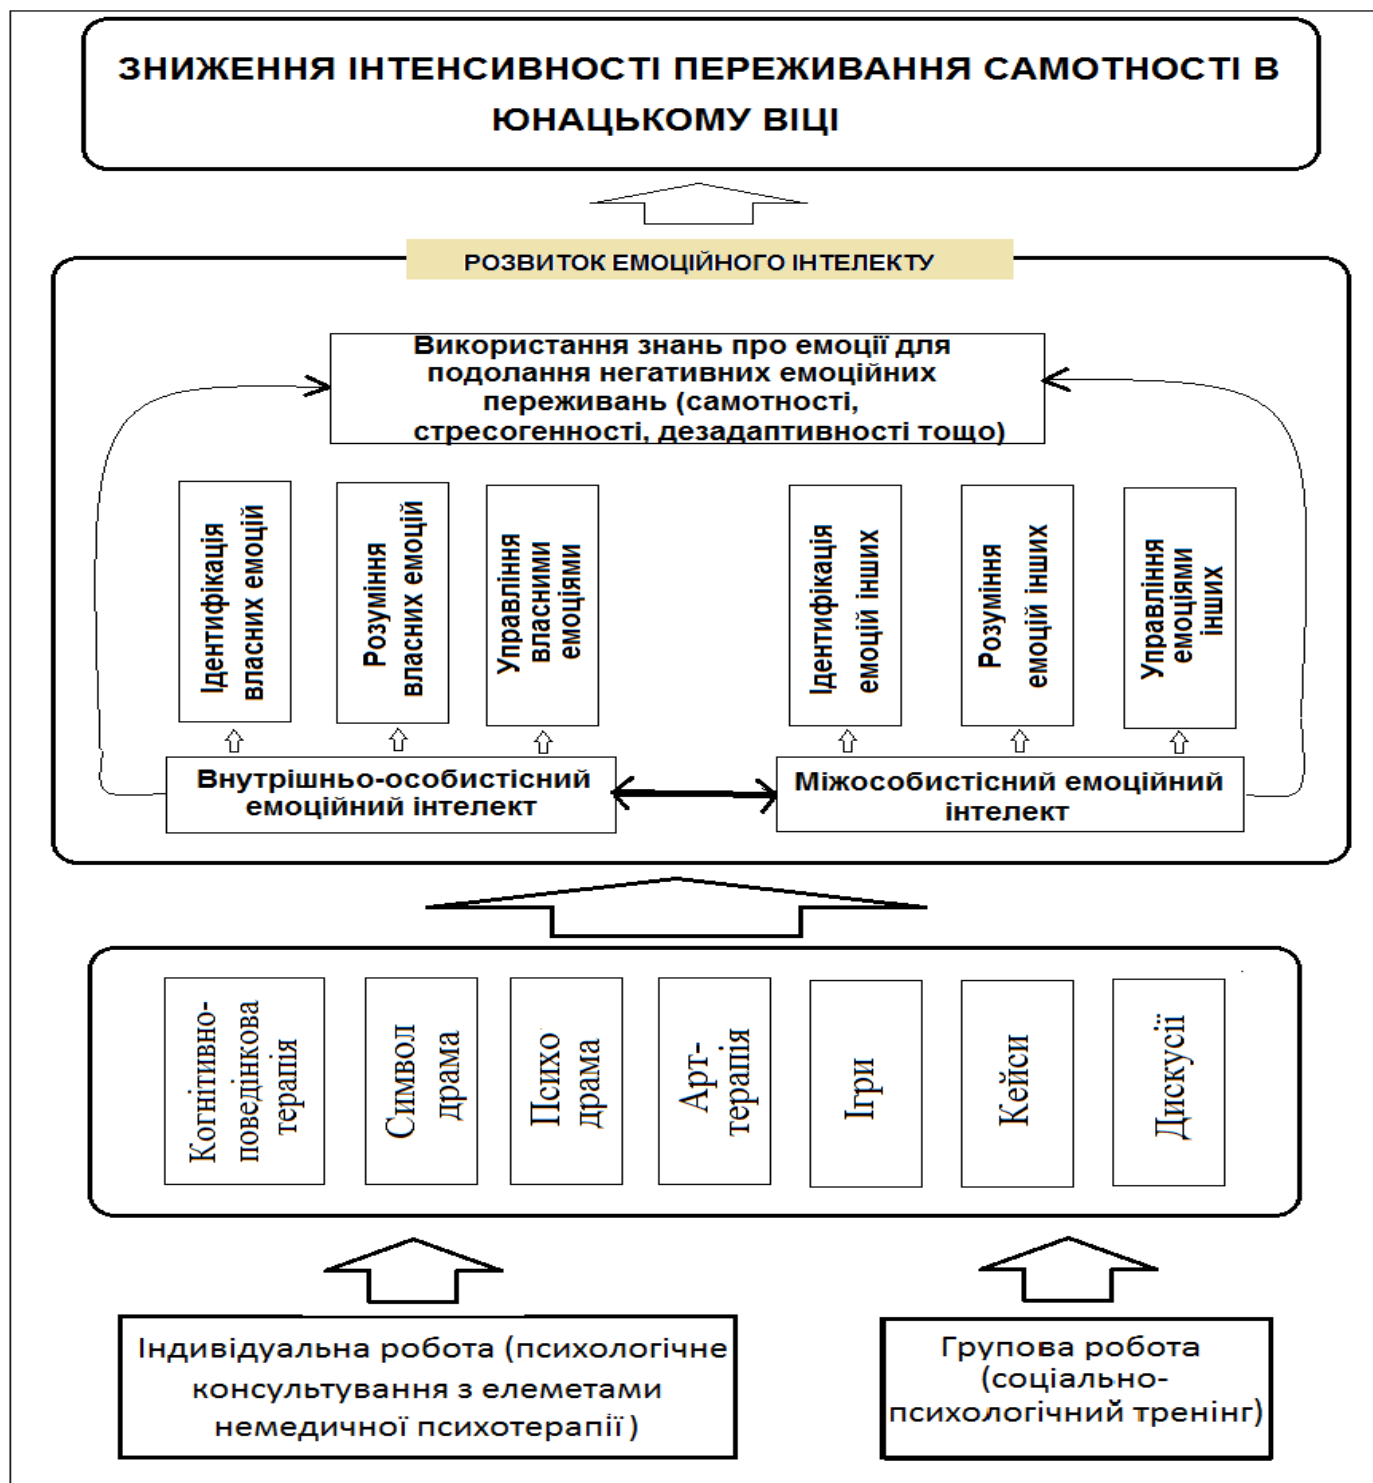 ЗНИЖЕННЯ ІНТЕНСИВНОСТІ ПЕРЕЖИВАННЯ САМОТНОСТІ В
ЮНАЦЬКОМУ ВІЦІ
РОЗВИТОК ЕМОЦІЙНОГО ІНТЕЛЕКТУ
Використання знань про емоції для
подолання негативних емоційних
переживань (самотності,
стресогенності, дезадаптивності тощо)
Ідентифікація
власних емоцій
Розуміння
власних емоцій
Управління
власними
емоціями
Ідентифікація
емоцій інших
Розуміння
емоцій інших
Управління
емоціями
інших
Внутрішньо-особистісний
емоційний інтелект
Міжособистісний емоційний
інтелект
Когнітивно-
поведінкова
терапія
Символ
драма
Психо
драма
Арт-
терапія
Ігри
Кейси
Дискусії
Індивідуальна робота (психологічне
консультування з елеметами
немедичної психотерапії)
Групова робота
(соціально-
психологічний тренінг)